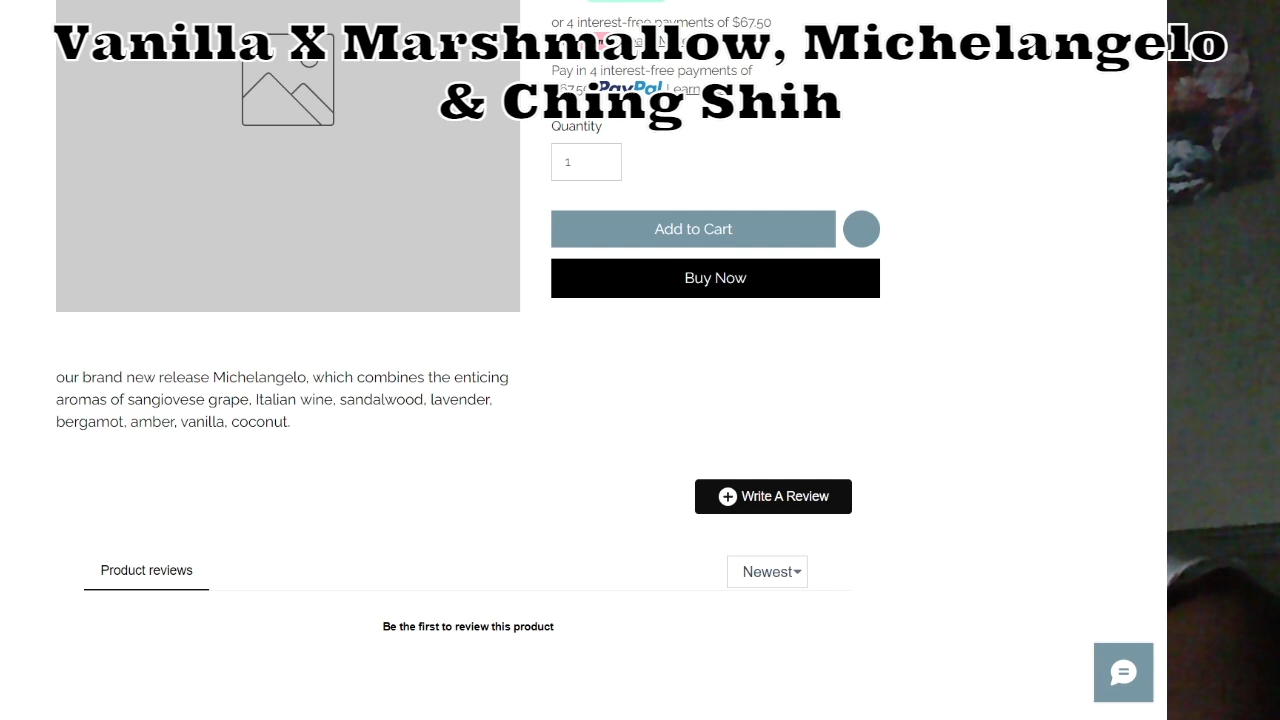 or 4 interest-free payments of $67.50
Vanilla X Marshmallow, Michelangelo
Pay in 4 interest-free payments of
PayPal Learn
& Ching Shih
Quantity
1
Add to Cart
Buy Now
our brand new release Michelangelo, which combines the enticing
aromas of sangiovese grape, Italian wine, sandalwood, lavender,
bergamot, amber, vanilla, coconut.
Write A Review
Product reviews
Newest
Be the first to review this product